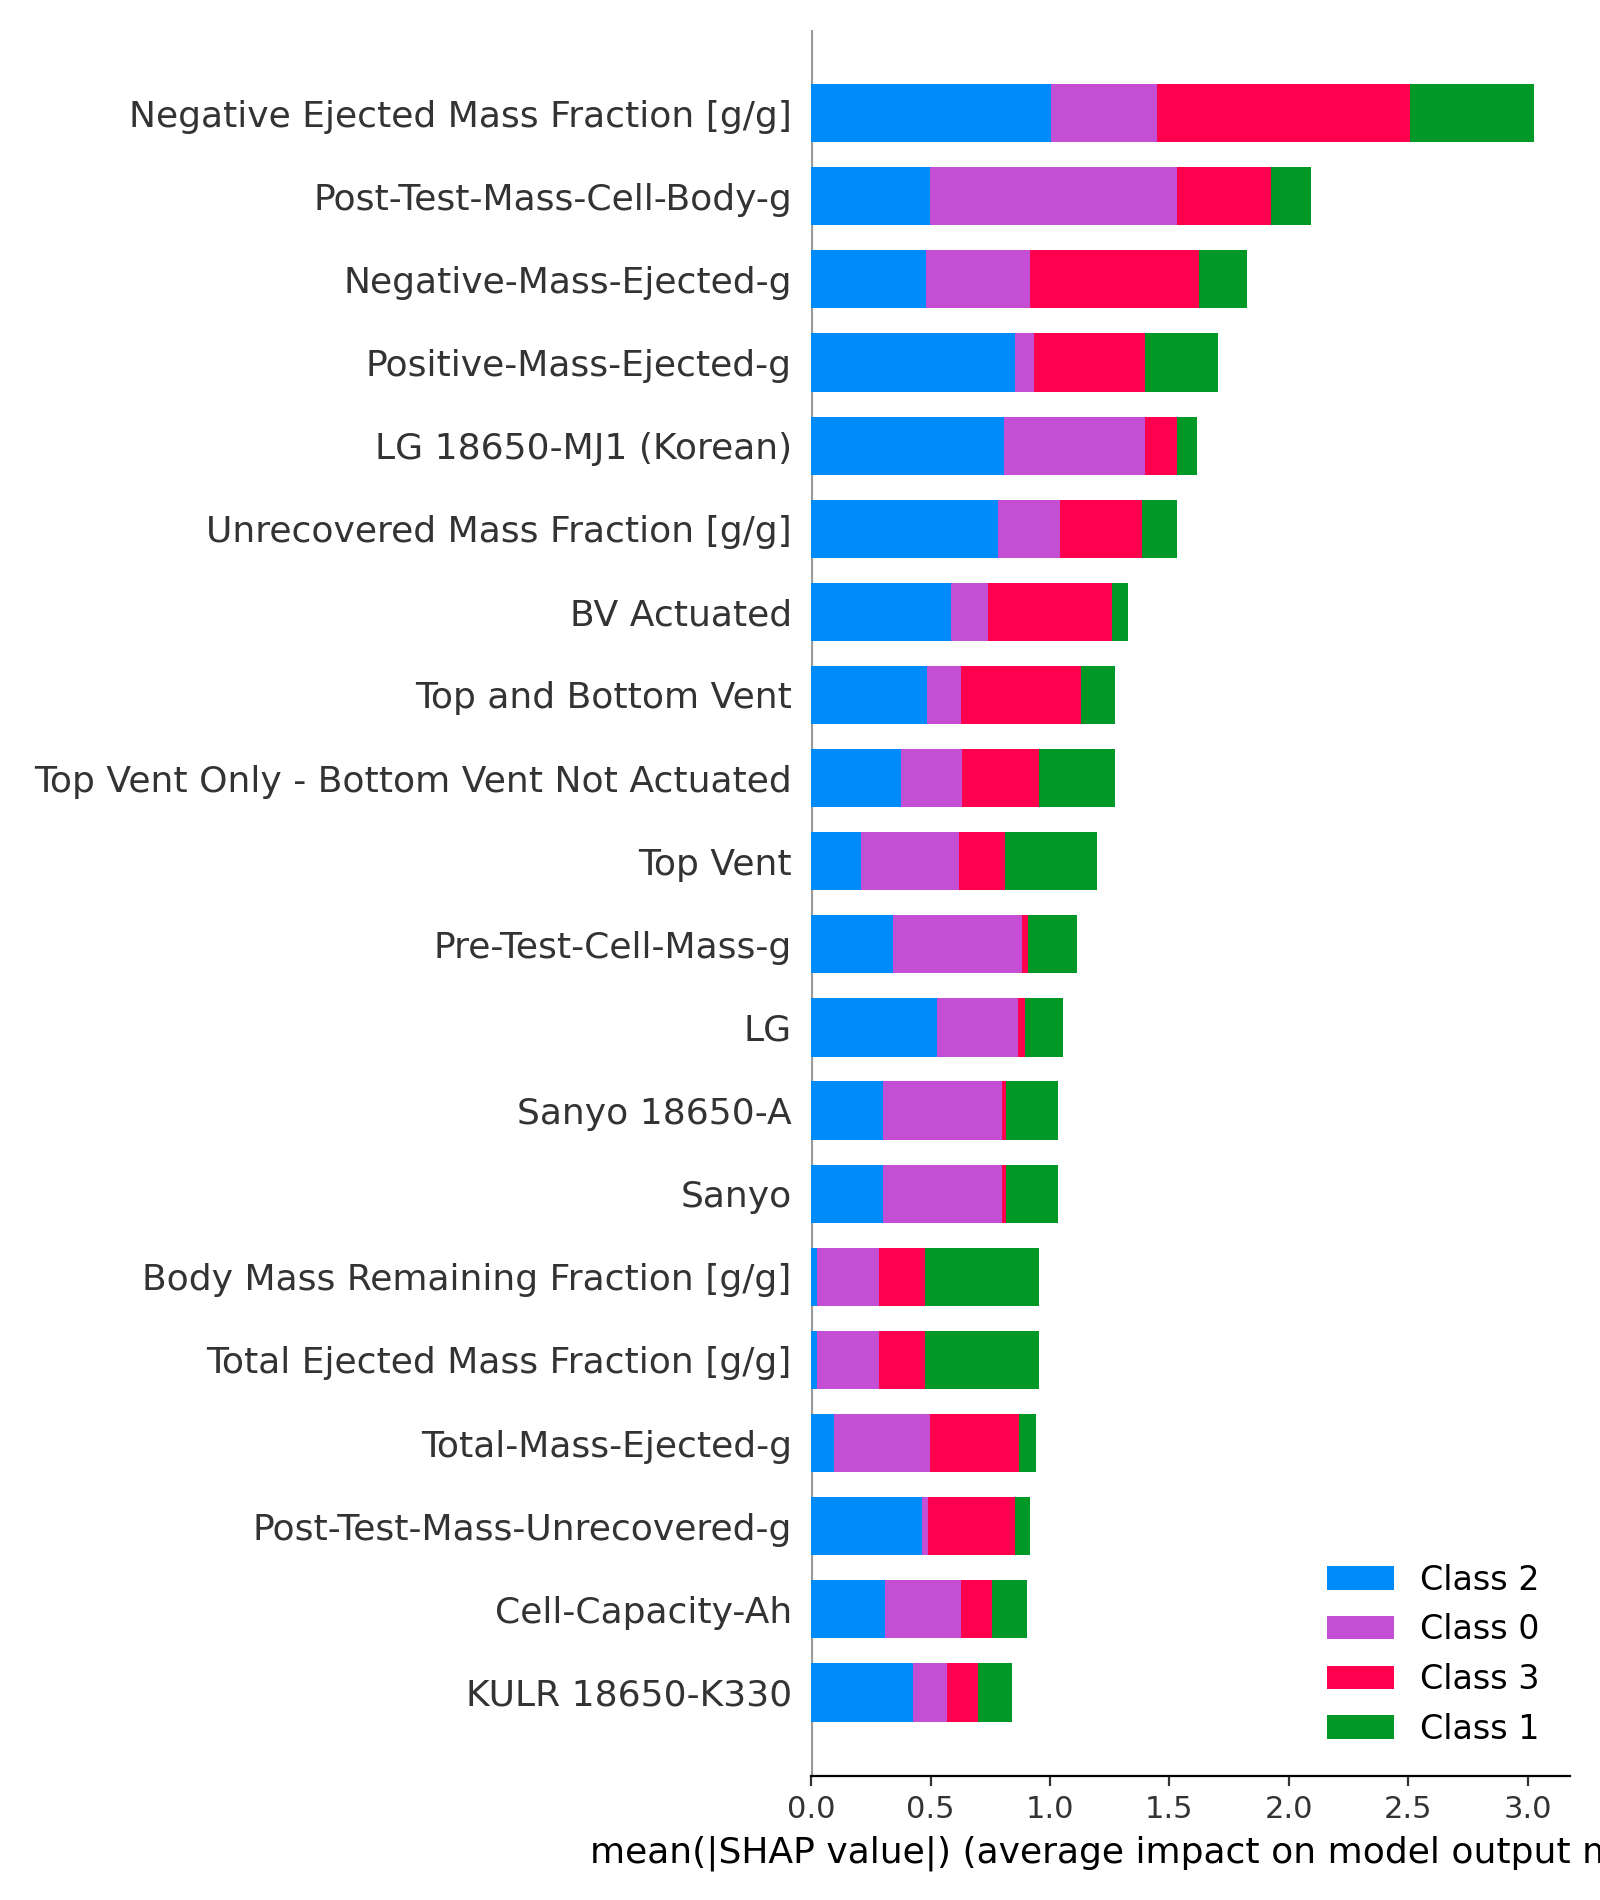 Negative Ejected Mass Fraction [g/g]
Post-Test-Mass-Cell-Body-g
Negative-Mass-Ejected-g
Positive-Mass-Ejected-g
LG 18650-MJ1 (Korean)
Unrecovered Mass Fraction [g/g]
BV Actuated
Top and Bottom Vent
Top Vent Only - Bottom Vent Not Actuated
Top Vent
Pre-Test-Cell-Mass-g
LG
Sanyo 18650-A
Sanyo
Body Mass Remaining Fraction [g/g]
Total Ejected Mass Fraction [g/g]
Total-Mass-Ejected-g
Post-Test-Mass-Unrecovered-g
Cell-Capacity-Ah
KULR 18650-K330
Class 2
Class 0
Class 3
Class 1
0.0 0.5 1.0 1.5 2.0 2.5 3.0
mean(|SHAP value|) (average impact on model output